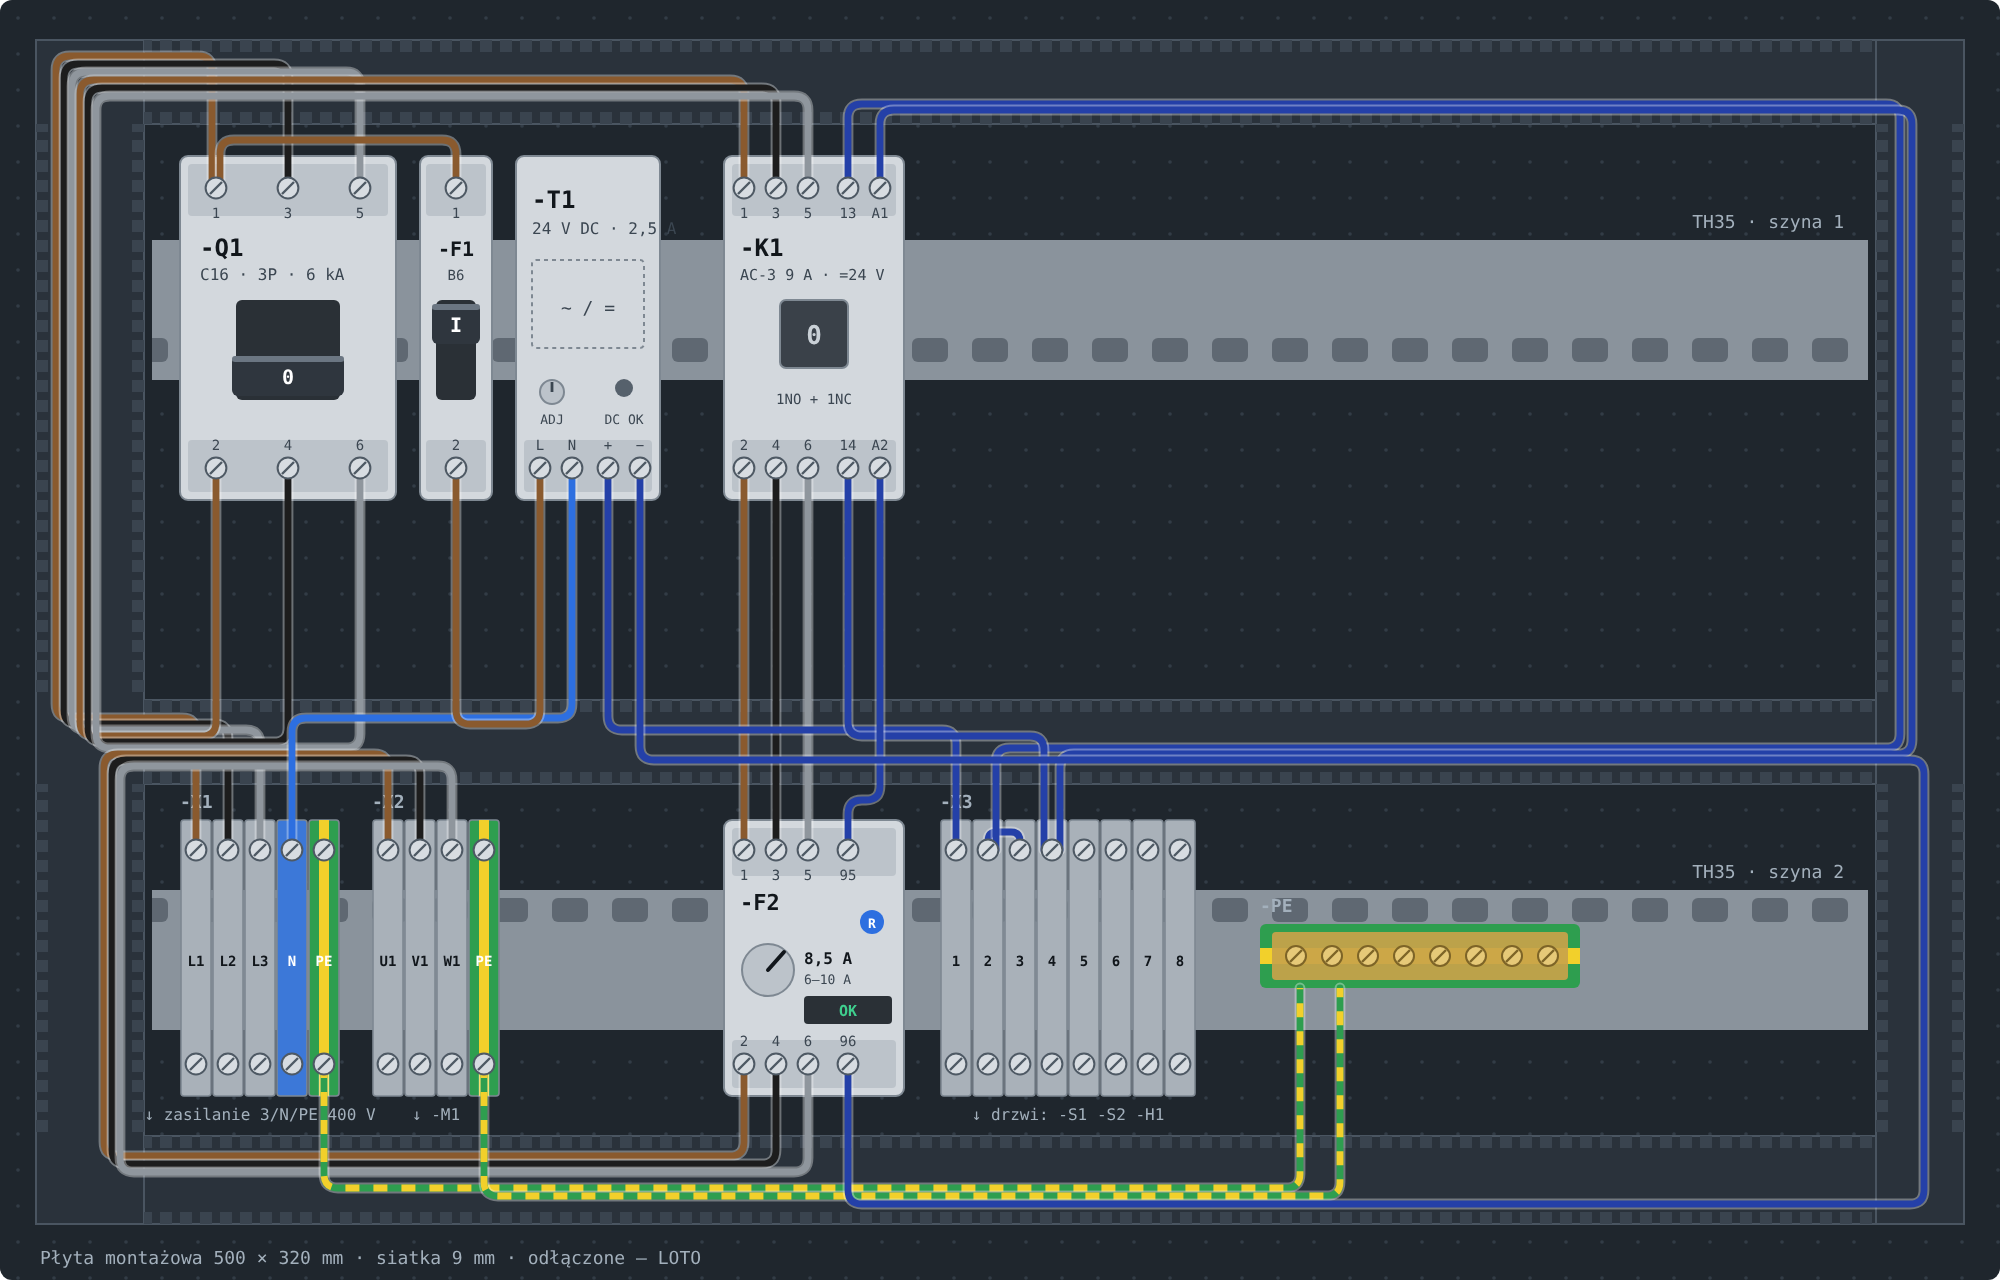 TH35 · szyna 1
1 3 5
-Q1
C16 · 3P · 6 kA
0
2 4 6
1
-F1
B6
I
2
-T1
24 V DC · 2,5 A
~ / =
ADJ DC OK
L N + −
1 3 5 13 A1
-K1
AC-3 9 A · =24 V
0
1NO + 1NC
2 4 6 14 A2
TH35 · szyna 2
-X1
L1 L2 L3 N PE
↓ zasilanie 3/N/PE 400 V
-X2
U1 V1 W1 PE
↓ -M1
1 3 5 95
-F2
R
8,5 A
6–10 A
OK
2 4 6 96
-X3
1 2 3 4 5 6 7 8
↓ drzwi: -S1 -S2 -H1
-PE
Płyta montażowa 500 × 320 mm · siatka 9 mm · odłączone — LOTO